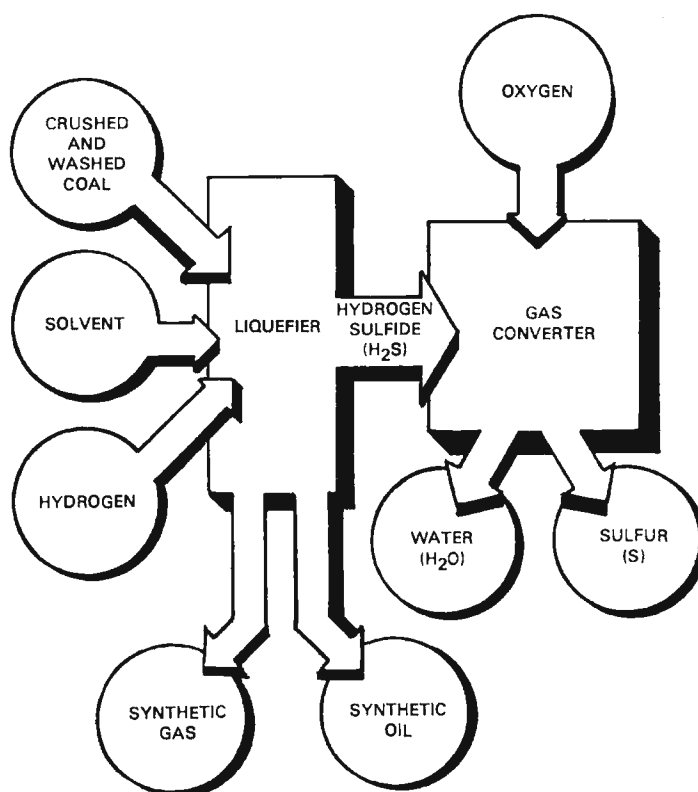 CRUSHED
AND
WASHED
COAL
OXYGEN
SOLVENT
LIQUEFIER
HYDROGEN
SULFIDE
(H₂S)
GAS
CONVERTER
HYDROGEN
WATER
(H₂O)
SULFUR
(S)
SYNTHETIC
GAS
SYNTHETIC
OIL